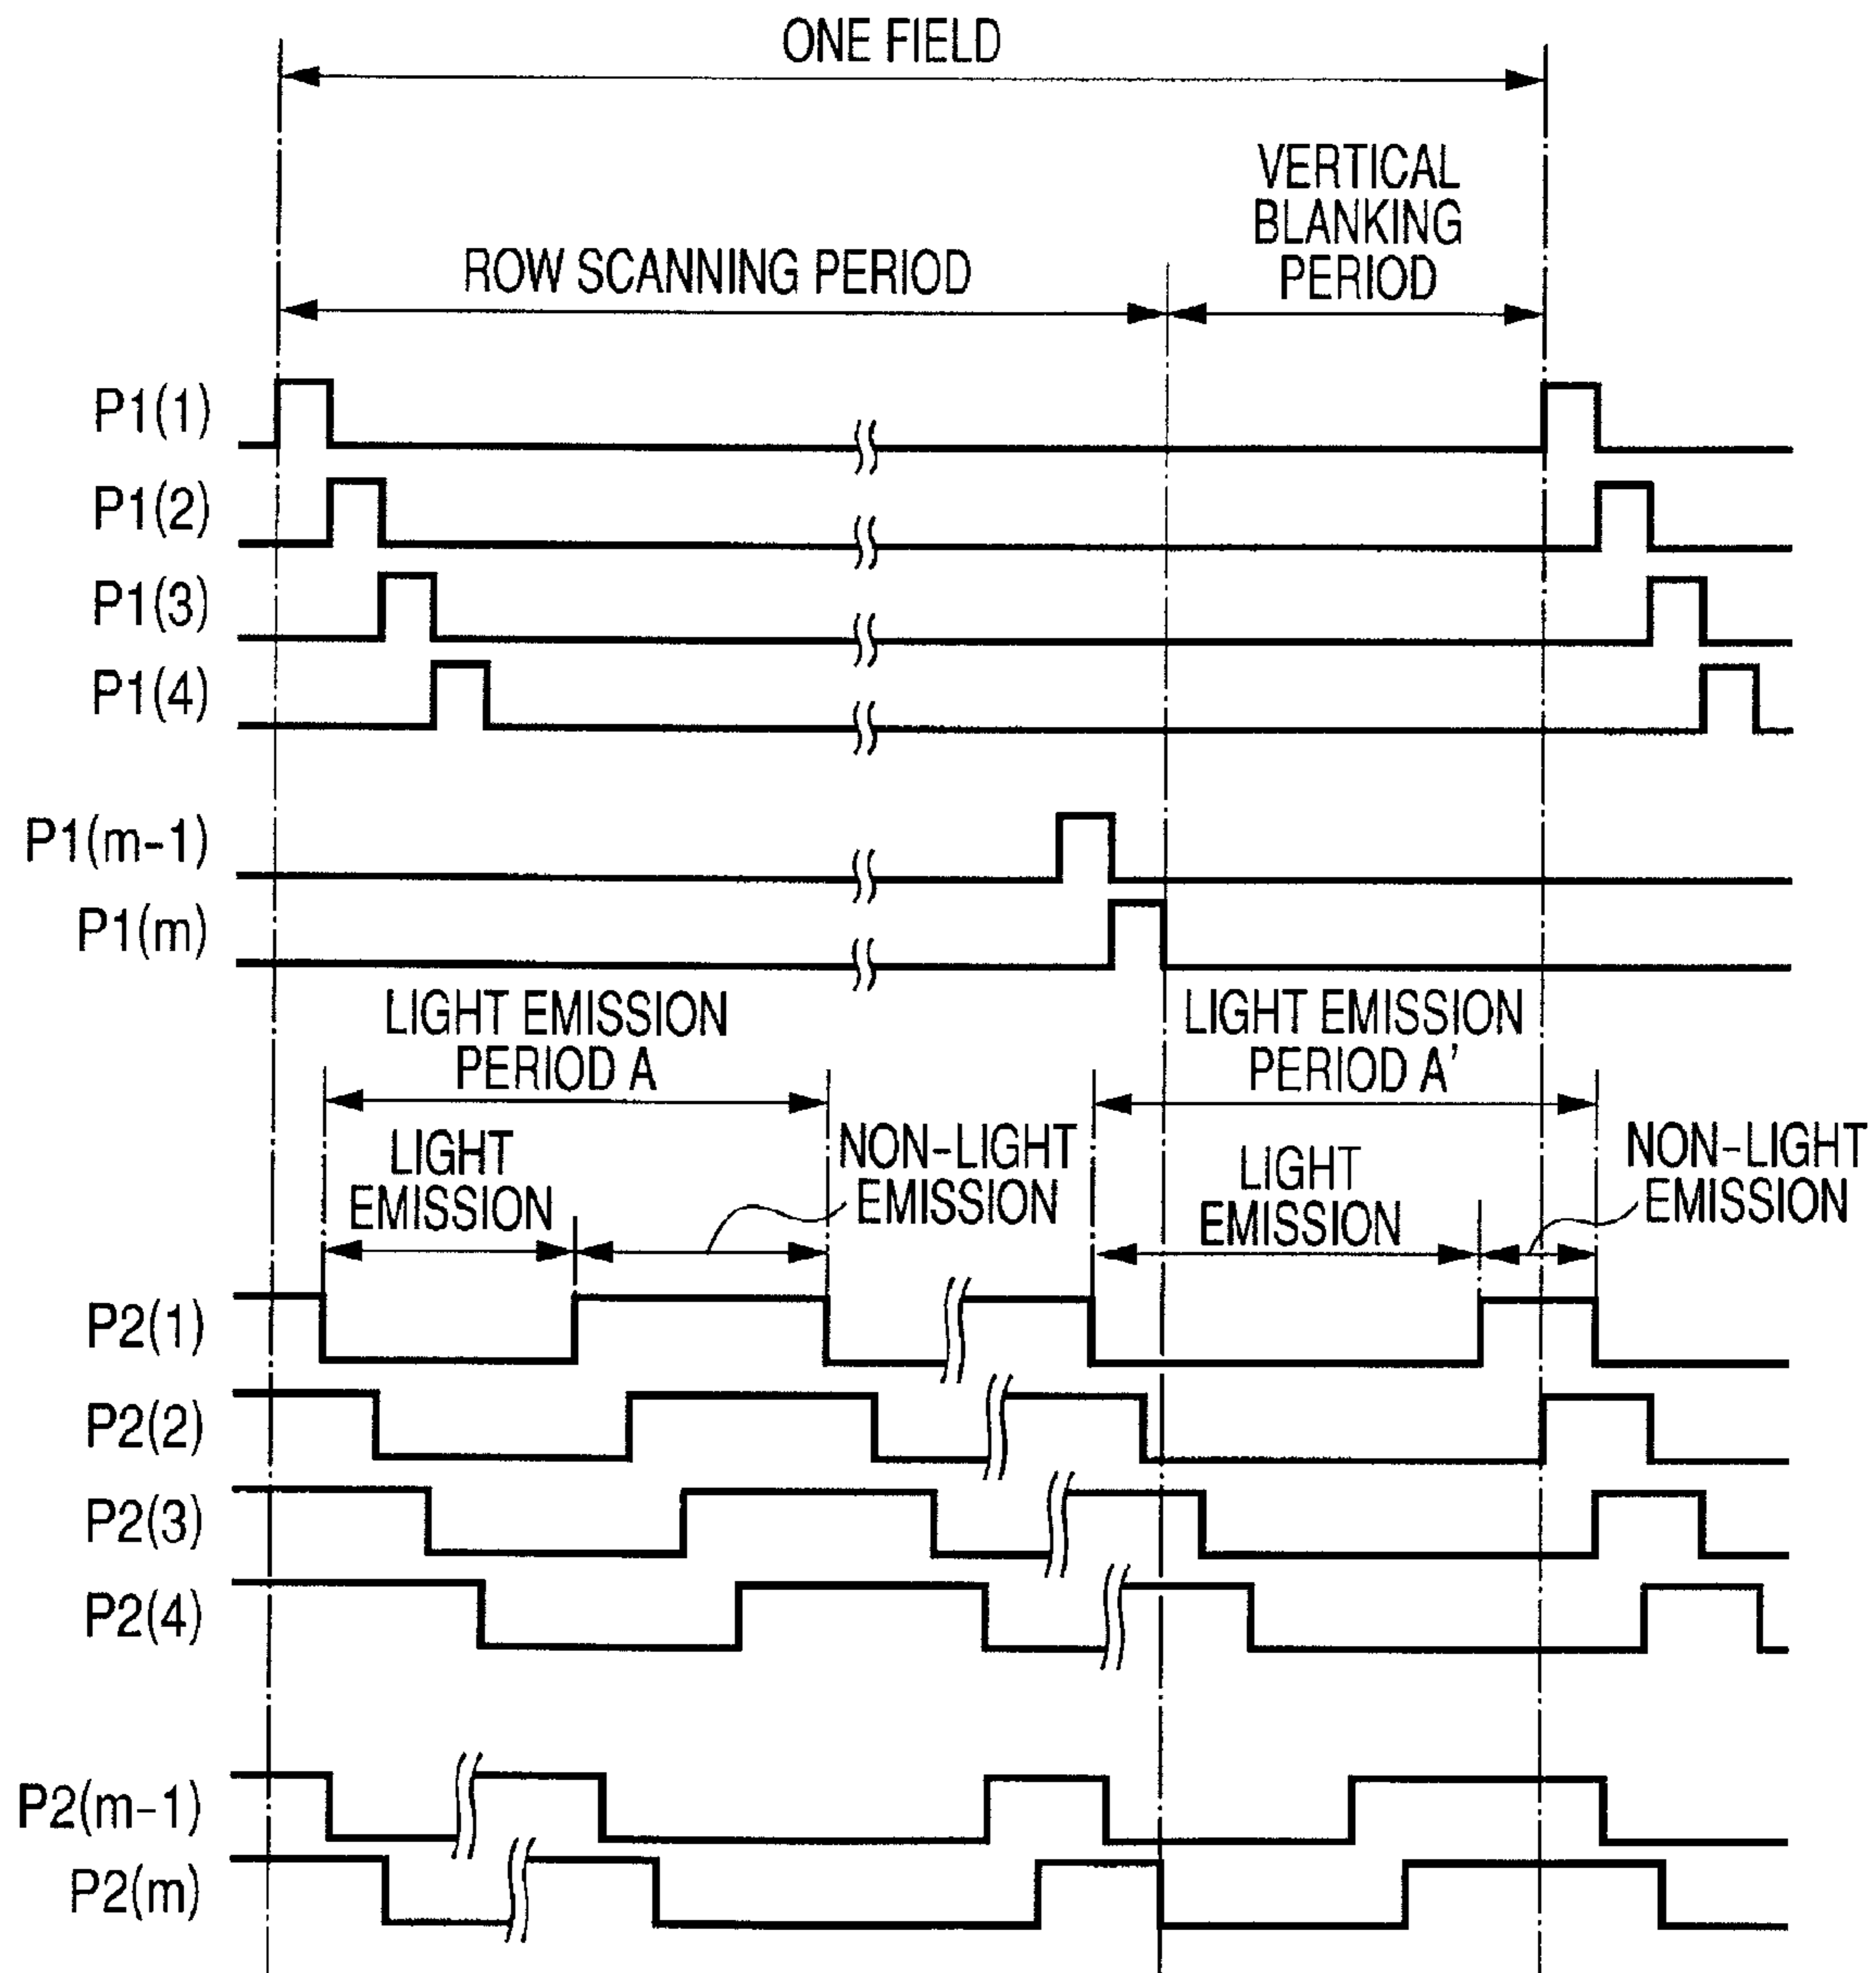 ONE FIELD
VERTICAL
BLANKING
PERIOD
ROW SCANNING PERIOD
P1(1)
P1(2)
P1(3)
P1(4)
P1(m-1)
P1(m)
LIGHT EMISSION
PERIOD A
LIGHT EMISSION
PERIOD A'
LIGHT
EMISSION
NON-LIGHT
EMISSION
LIGHT
EMISSION
NON-LIGHT
EMISSION
P2(1)
P2(2)
P2(3)
P2(4)
P2(m-1)
P2(m)